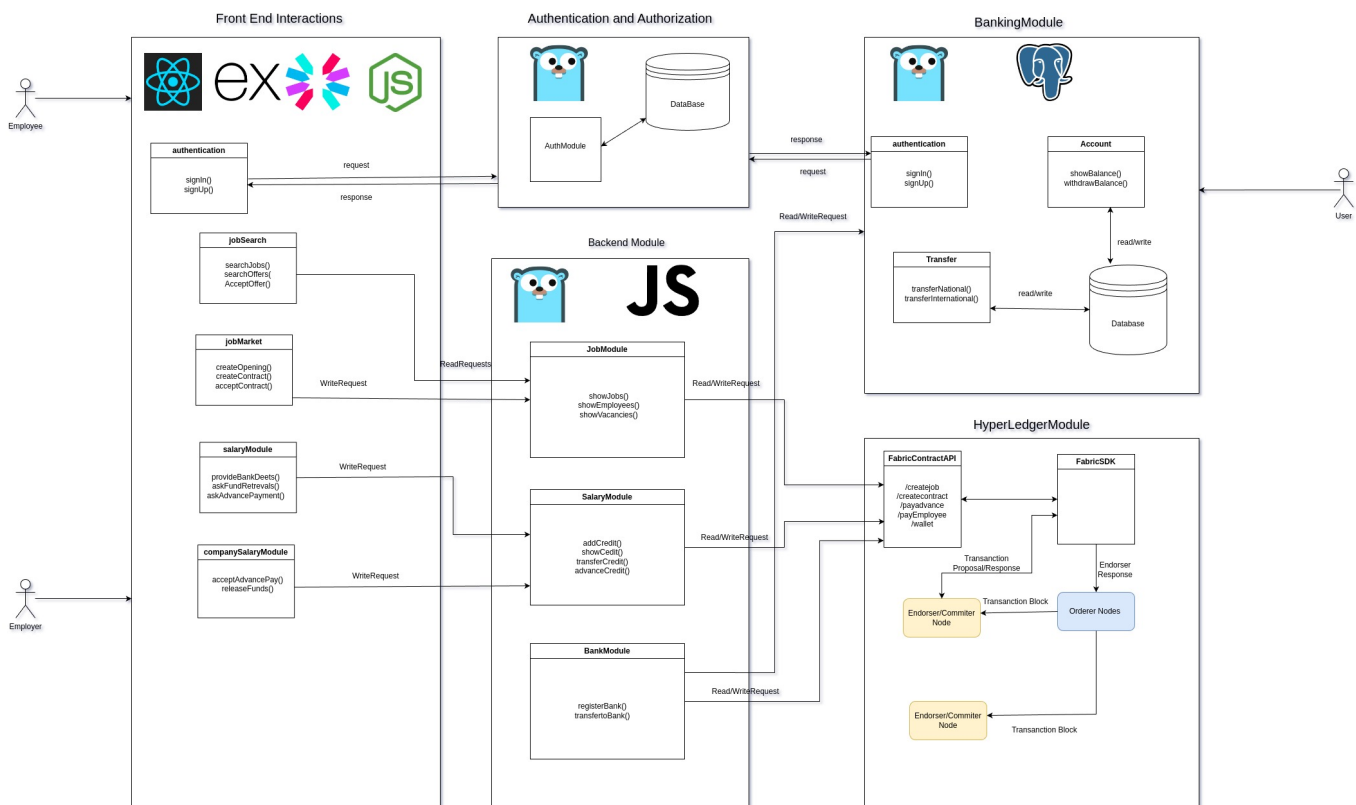 Front End Interactions
Authentication and Authorization
BankingModule
ex
JS
DataBase
AuthModule
Employee
authentication
signIn()
signUp()
request
response
response
request
authentication
signIn()
signUp()
Account
showBalance()
withdrawBalance()
User
read/write
Transfer
transferNational()
transferInternational()
read/write
Database
Read/WriteRequest
Backend Module
JS
jobSearch
searchJobs()
searchOffers(
AcceptOffer()
jobMarket
createOpening()
createContract()
acceptContract()
ReadRequests
WriteRequest
JobModule
showJobs()
showEmployees()
showVacancies()
Read/WriteRequest
salaryModule
provideBankDeets()
askFundRetrevals()
askAdvancePayment()
WriteRequest
SalaryModule
addCredit()
showCedit()
transferCredit()
advanceCredit()
Read/WriteRequest
companySalaryModule
acceptAdvancePay()
releaseFunds()
WriteRequest
Employer
BankModule
registerBank()
transfertoBank()
Read/WriteRequest
HyperLedgerModule
FabricContractAPI
/createjob
/createcontract
/payadvance
/payEmployee
/wallet
FabricSDK
Transanction
Proposal/Response
Endorser
Response
Endorser/Commiter
Node
Transanction Block
Orderer Nodes
Endorser/Commiter
Node
Transanction Block